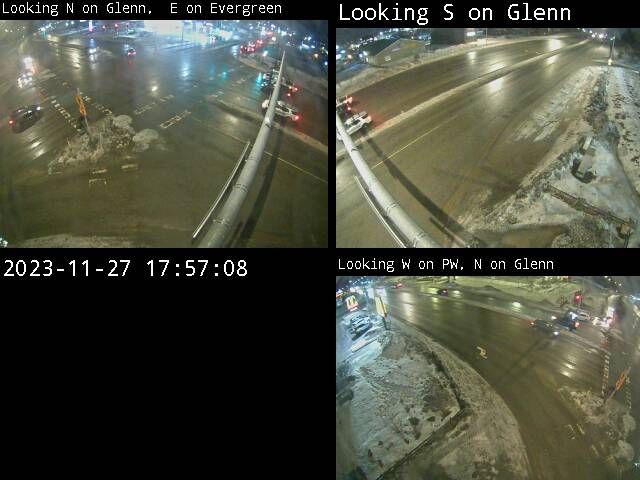 Looking N on Glenn,  E on Evergreen
Looking S on Glenn
2023-11-27 17:57:08
Looking W on PW, N on Glenn